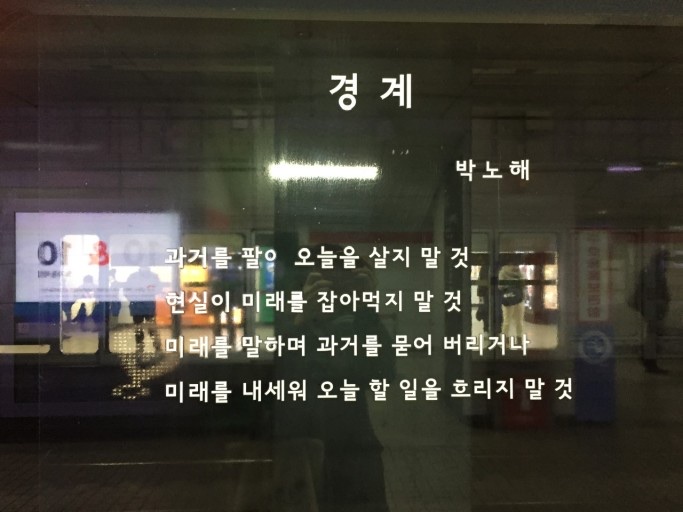 경 계
박 노 해
과거를 팔아 오늘을 살지 말 것
현실이 미래를 잡아먹지 말 것
미래를 말하며 과거를 묻어 버리거나
미래를 내세워 오늘 할 일을 흐리지 말 것